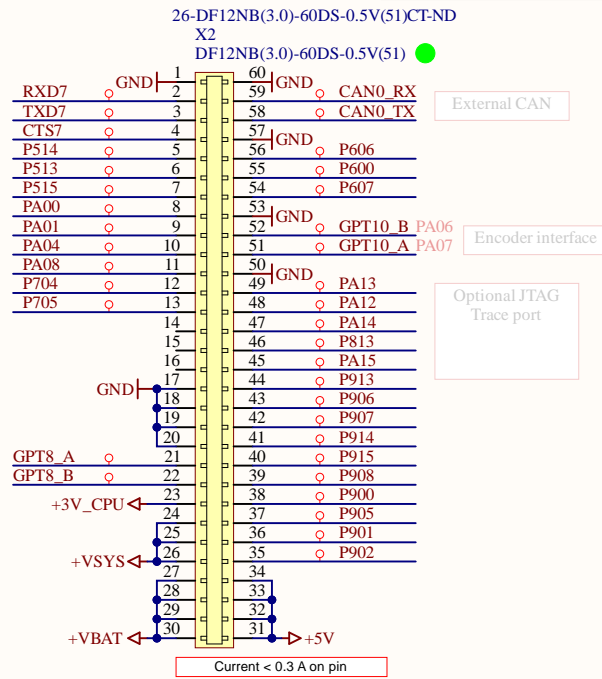 26-DF12NB(3.0)-60DS-0.5V(51)CT-ND
X2
DF12NB(3.0)-60DS-0.5V(51)
GND 1 60 GND
RXD7 2 59 CAN0_RX
External CAN
TXD7 3 58 CAN0_TX
CTS7 4 57 GND
P514 5 56 P606
P513 6 55 P600
P515 7 54 P607
PA00 8 53 GND
PA01 9 52 GPT10_B PA06
Encoder interface
PA04 10 51 GPT10_A PA07
PA08 11 50 GND
P704 12 49 PA13
Optional JTAG
Trace port
P705 13 48 PA12
14 47 PA14
15 46 P813
16 45 PA15
GND 17 44 P913
18 43 P906
19 42 P907
20 41 P914
GPT8_A 21 40 P915
GPT8_B 22 39 P908
+3V_CPU 23 38 P900
24 37 P905
25 36 P901
+VSYS 26 35 P902
27 34
28 33
29 32
+VBAT 30 31 +5V
Current < 0.3 A on pin